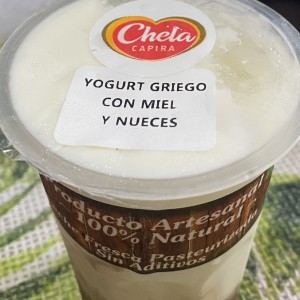 Chela
CAPIRA
YOGURT GRIEGO
CON MIEL
Y NUECES
Producto Artesanal
100% Natural
Fresca Pasteurizada
Sin Aditivos